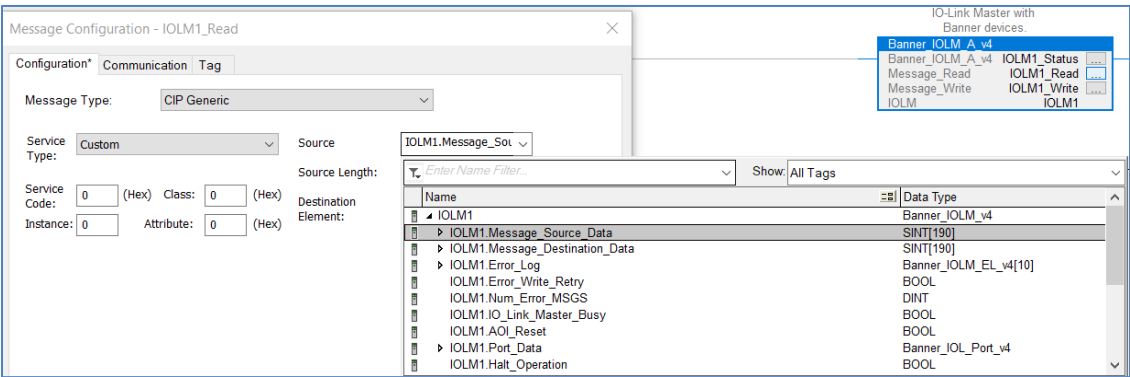 Message Configuration - IOLM1_Read
Configuration* Communication Tag
Message Type: CIP Generic
Service Type: Custom
Source IOLM1.Message_Sou
Source Length:
Service Code: 0 (Hex) Class: 0 (Hex)
Destination Element:
Instance: 0 Attribute: 0 (Hex)
IO-Link Master with
Banner devices.
Banner_IOLM_A_v4
Banner_IOLM_A_v4 IOLM1_Status ...
Message_Read IOLM1_Read ...
Message_Write IOLM1_Write ...
IOLM IOLM1
Enter Name Filter... Show: All Tags
Name Data Type
IOLM1 Banner_IOLM_v4
IOLM1.Message_Source_Data SINT[190]
IOLM1.Message_Destination_Data SINT[190]
IOLM1.Error_Log Banner_IOLM_EL_v4[10]
IOLM1.Error_Write_Retry BOOL
IOLM1.Num_Error_MSGS DINT
IOLM1.IO_Link_Master_Busy BOOL
IOLM1.AOI_Reset BOOL
IOLM1.Port_Data Banner_IOL_Port_v4
IOLM1.Halt_Operation BOOL